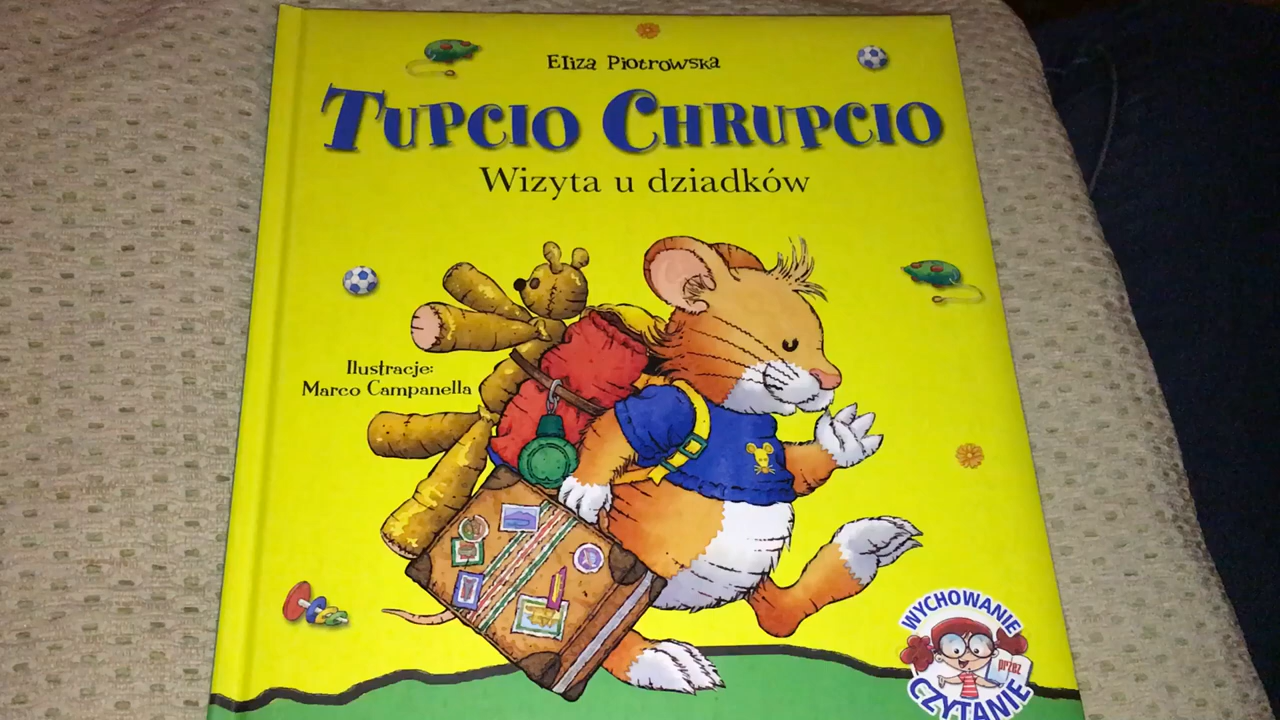 Eliza Piotrowska
TUPCIO CHRUPCIO
Wizyta u dziadków
Ilustracje:
Marco Campanella
WYCHOWANIE
przez
CZYTANIE